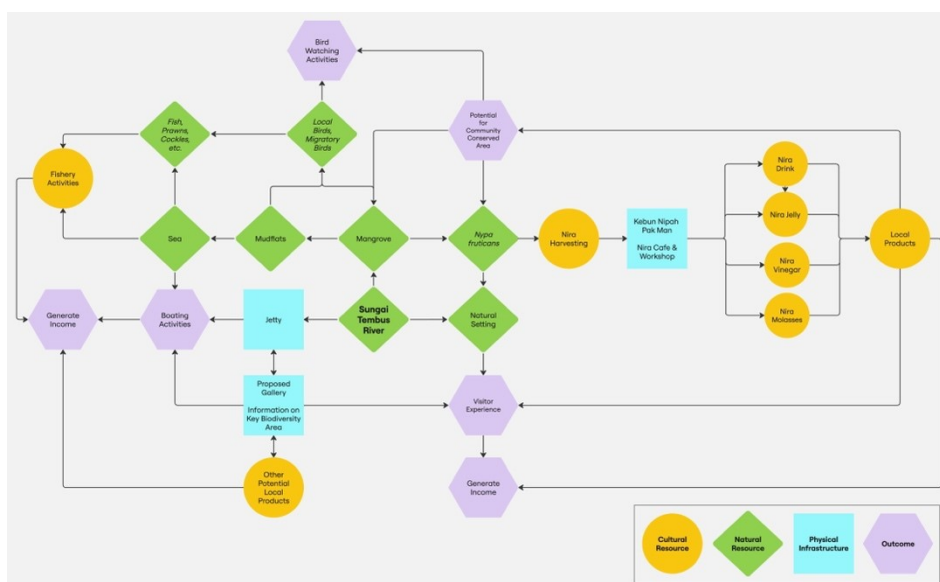 Bird
Watching
Activities
Fish,
Prawns,
Cockles,
etc.
Local
Birds,
Migratory
Birds
Potential
for
Community
Conserved
Area
Fishery
Activities
Nira
Drink
Nira Jelly
Sea
Mudflats
Mangrove
Nypa
fruticans
Nira
Harvesting
Kebun Nipah
Pak Man
Nira Cafe &
Workshop
Local
Products
Nira
Vinegar
Nira
Molasses
Generate
Income
Boating
Activities
Jetty
Sungai
Tembus
River
Natural
Setting
Proposed
Gallery
Information on
Key Biodiversity
Area
Visitor
Experience
Other
Potential
Local
Products
Generate
Income
Cultural
Resource
Natural
Resource
Physical
Infrastructure
Outcome